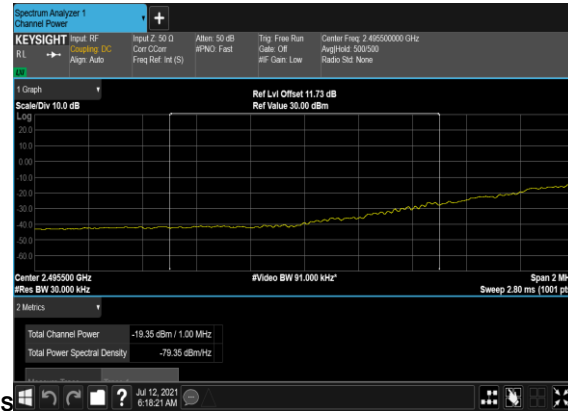 Spectrum Analyzer 1
Channel Power
+
KEYSIGHT Input: RF Input Z: 50 Ω Atten: 50 dB Trig: Free Run Center Freq: 2.495500000 GHz
RL Coupling: DC Corr CCorr #PNO: Fast Gate: Off Avg|Hold: 500/500
Align: Auto Freq Ref: Int (S) #IF Gain: Low Radio Std: None
LVI
1 Graph
Ref Lvl Offset 11.73 dB
Scale/Div 10.0 dB Ref Value 30.00 dBm
Log
20.0
10.0
0.00
-10.0
-20.0
-30.0
-40.0
-50.0
-60.0
Center 2.495500 GHz #Video BW 91.000 kHz* Span 2 MH
#Res BW 30.000 kHz Sweep 2.80 ms (1001 pt
2 Metrics
Total Channel Power -19.35 dBm / 1.00 MHz
Total Power Spectral Density -79.35 dBm/Hz
s
? Jul 12, 2021
6:18:21 AM